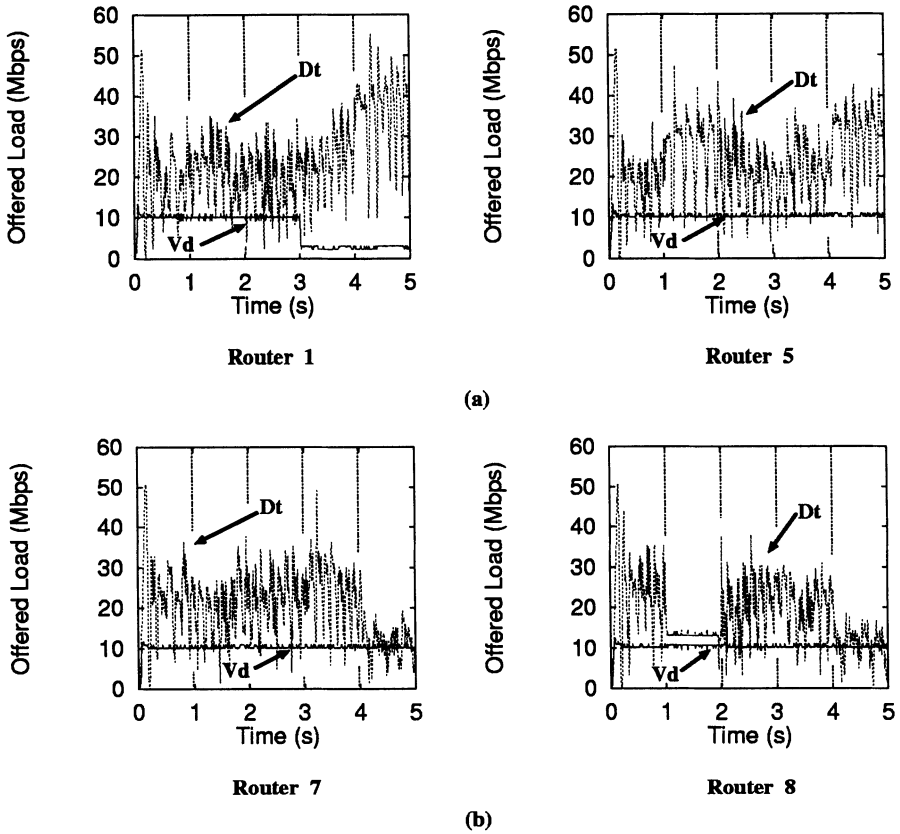 Offered Load (Mbps)
60
50
40
30
20
10
0
Dt
Vd
0 1 2 3 4 5
Time (s)
Router 1
Offered Load (Mbps)
60
50
40
30
20
10
0
Dt
Vd
0 1 2 3 4 5
Time (s)
Router 5
(a)
Offered Load (Mbps)
60
50
40
30
20
10
0
Dt
Vd
0 1 2 3 4 5
Time (s)
Router 7
Offered Load (Mbps)
60
50
40
30
20
10
0
Dt
Vd
0 1 2 3 4 5
Time (s)
Router 8
(b)